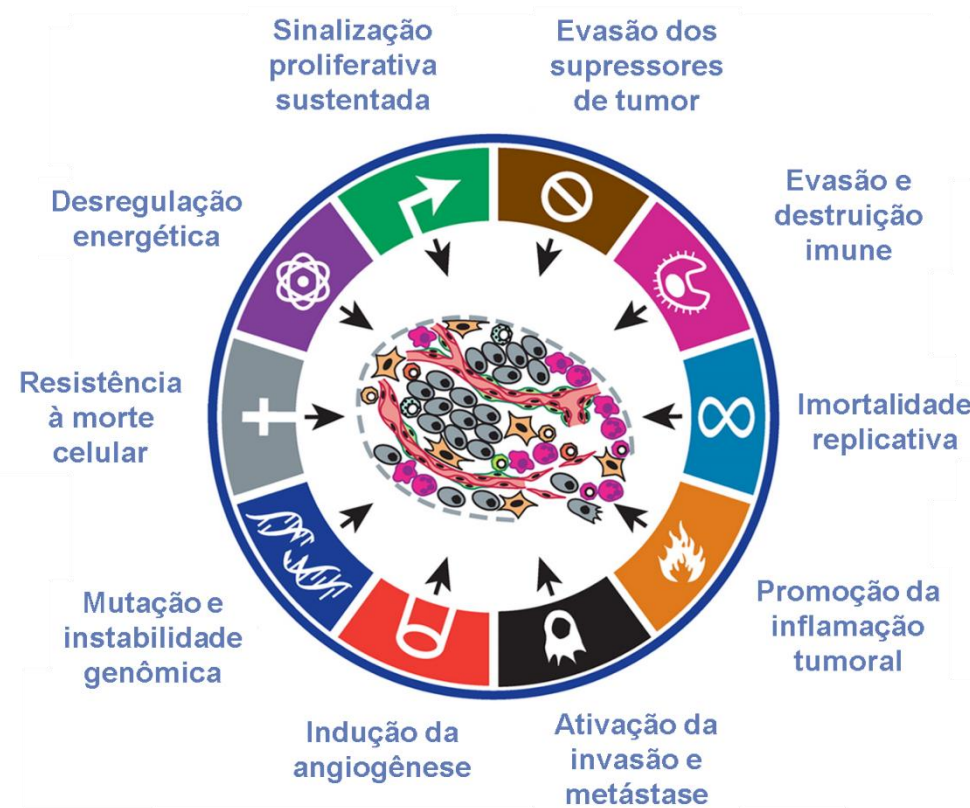 Sinalização
proliferativa
sustentada
Evasão dos
supressores
de tumor
Evasão e
destruição
imune
Imortalidade
replicativa
Promoção da
inflamação
tumoral
Ativação da
invasão e
metástase
Indução da
angiogênese
Mutação e
instabilidade
genômica
Resistência
à morte
celular
Desregulação
energética